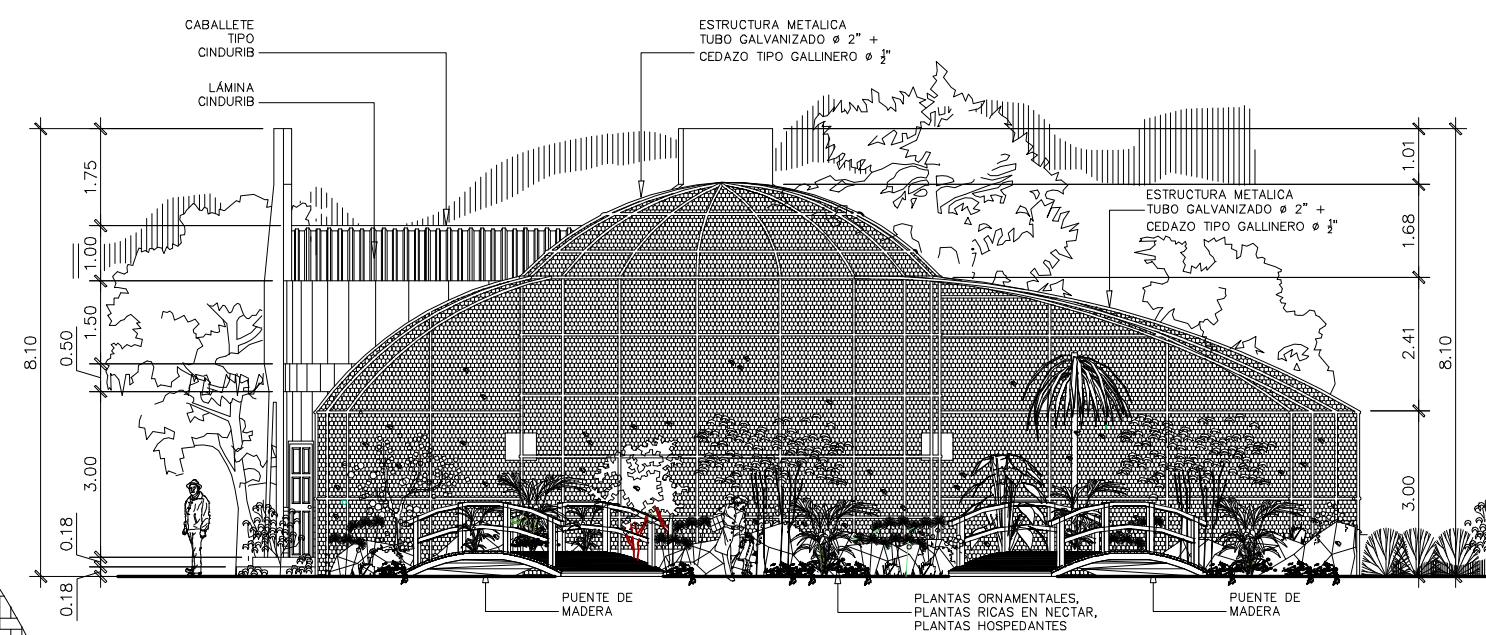 CABALLETE
TIPO
CINDURIB
LÁMINA
CINDURIB
ESTRUCTURA METALICA
TUBO GALVANIZADO ø 2" +
CEDAZO TIPO GALLINERO ø ½"
ESTRUCTURA METALICA
TUBO GALVANIZADO ø 2" +
CEDAZO TIPO GALLINERO ø ½"
8.10
1.75
1.00
1.50
0.50
3.00
0.18
0.18
1.01
1.68
2.41
3.00
8.10
PUENTE DE
MADERA
PLANTAS ORNAMENTALES,
PLANTAS RICAS EN NECTAR,
PLANTAS HOSPEDANTES
PUENTE DE
MADERA